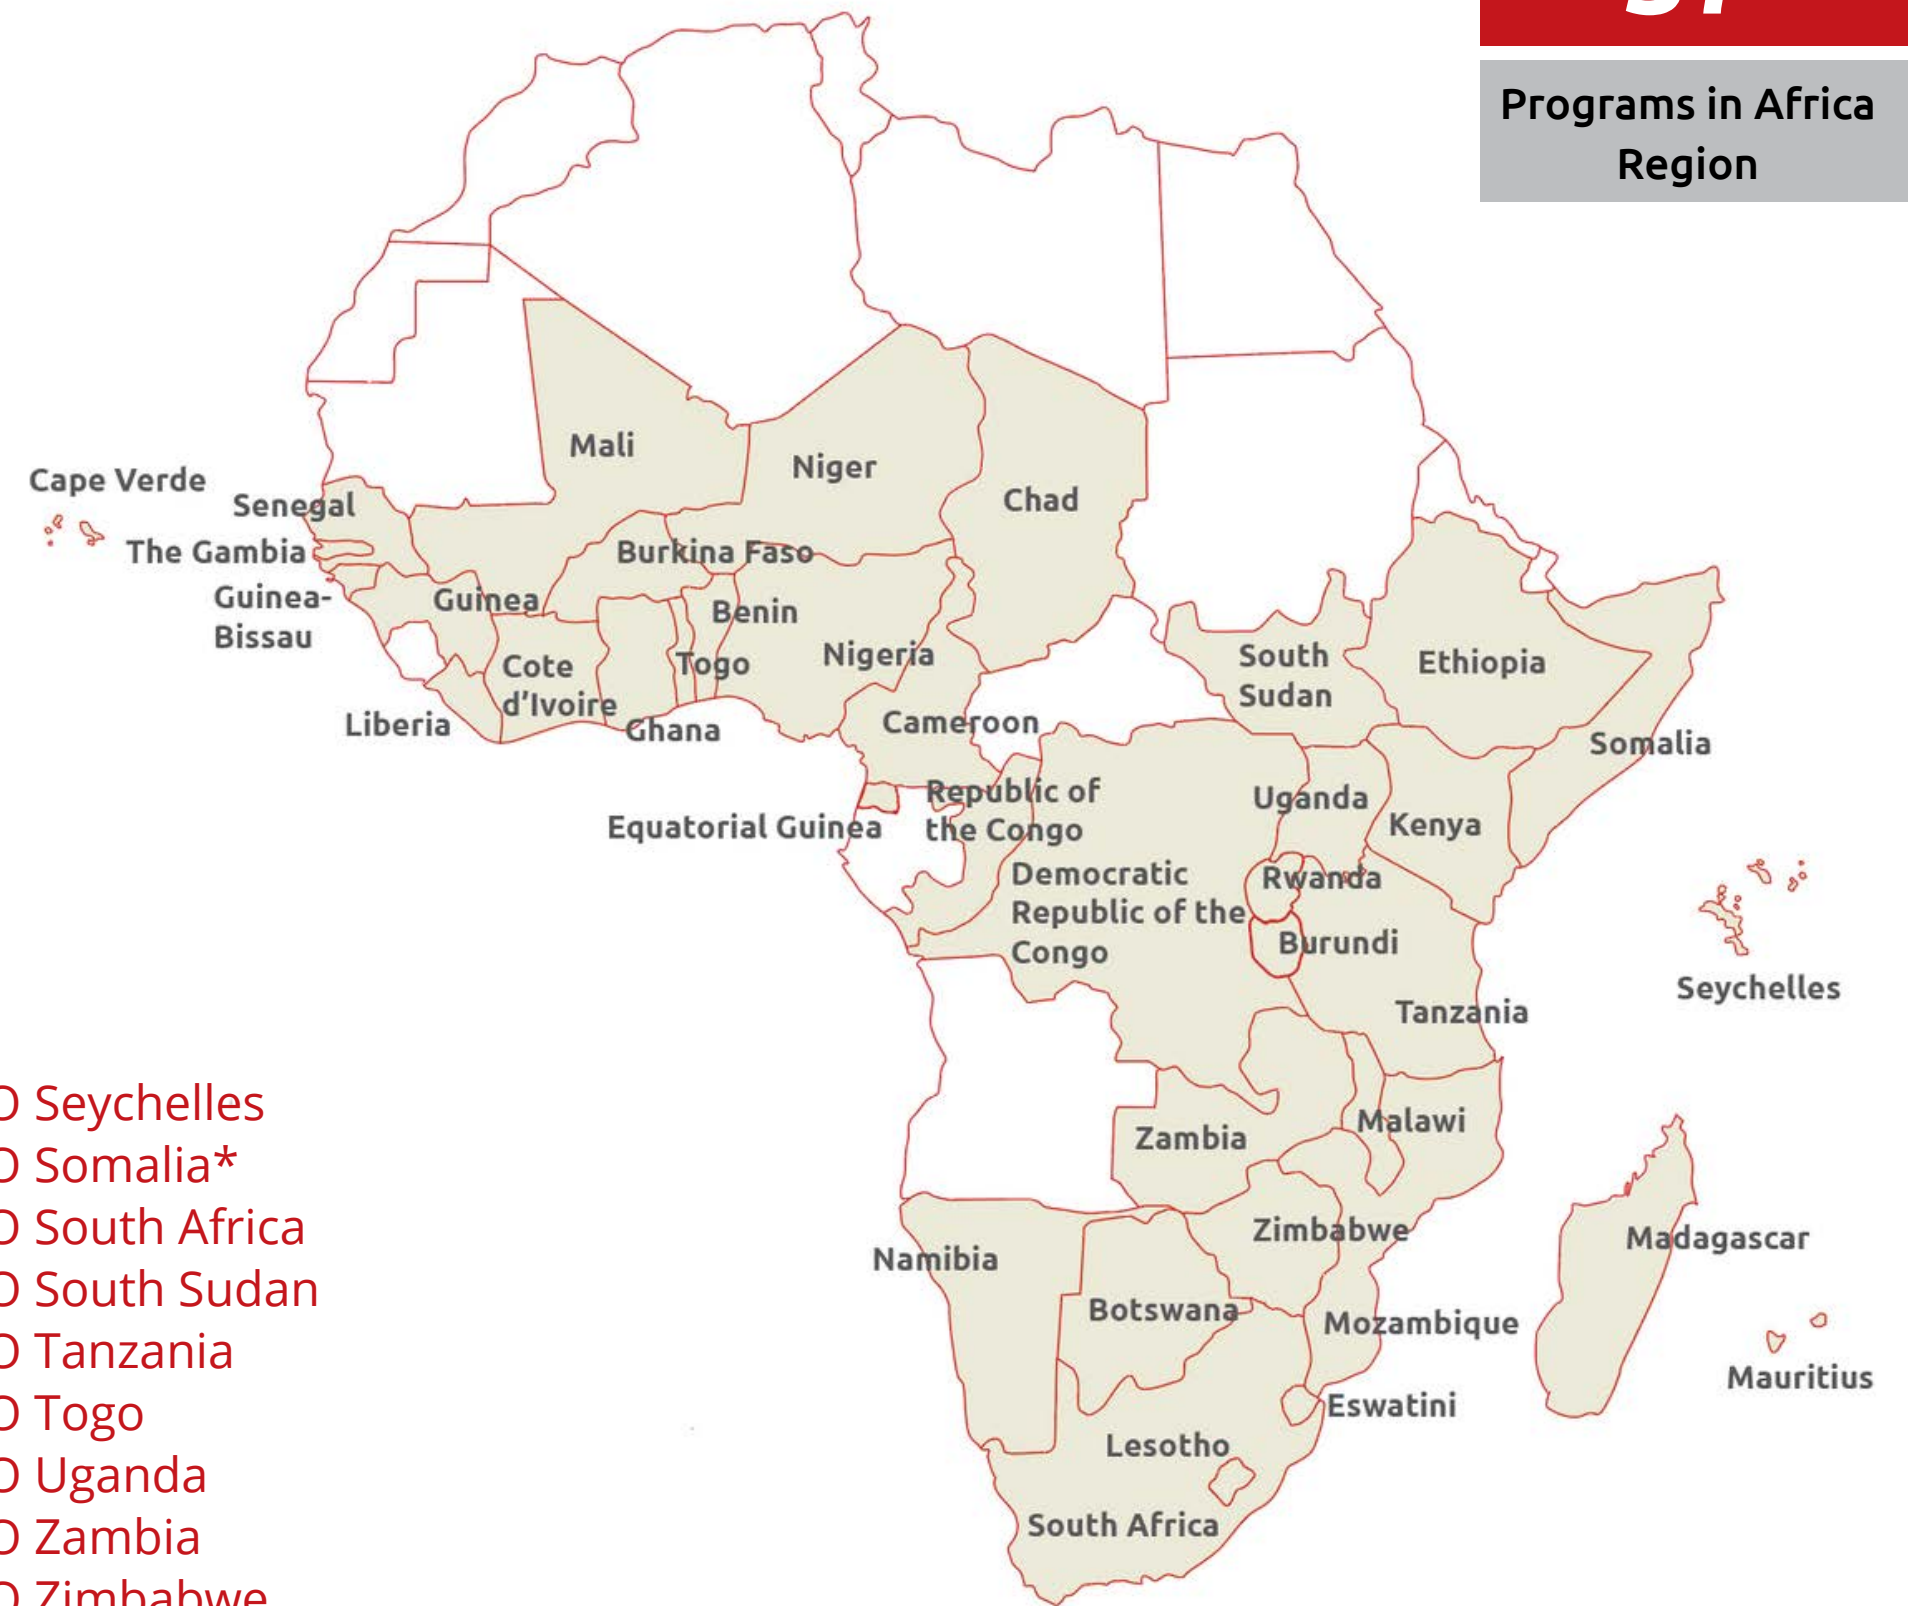 Programs in Africa
Region
Mali
Niger
Chad
Cape Verde
Senegal
The Gambia
Burkina Faso
Guinea-
Bissau
Guinea
Benin
Nigeria
Cote
d'Ivoire
Togo
South
Sudan
Ethiopia
Liberia
Ghana
Cameroon
Somalia
Republic of
the Congo
Uganda
Kenya
Equatorial Guinea
Democratic
Republic of the
Congo
Rwanda
Burundi
Seychelles
Tanzania
O Seychelles
O Somalia*
O South Africa
O South Sudan
O Tanzania
O Togo
O Uganda
O Zambia
O Zimbabwe
Malawi
Zambia
Zimbabwe
Madagascar
Namibia
Botswana
Mozambique
Mauritius
Eswatini
Lesotho
South Africa